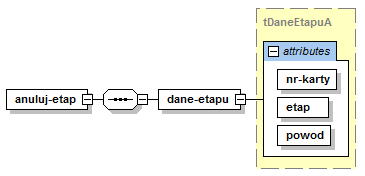 tDaneEtapuA
attributes
nr-karty
anuluj-etap
dane-etapu
etap
powod